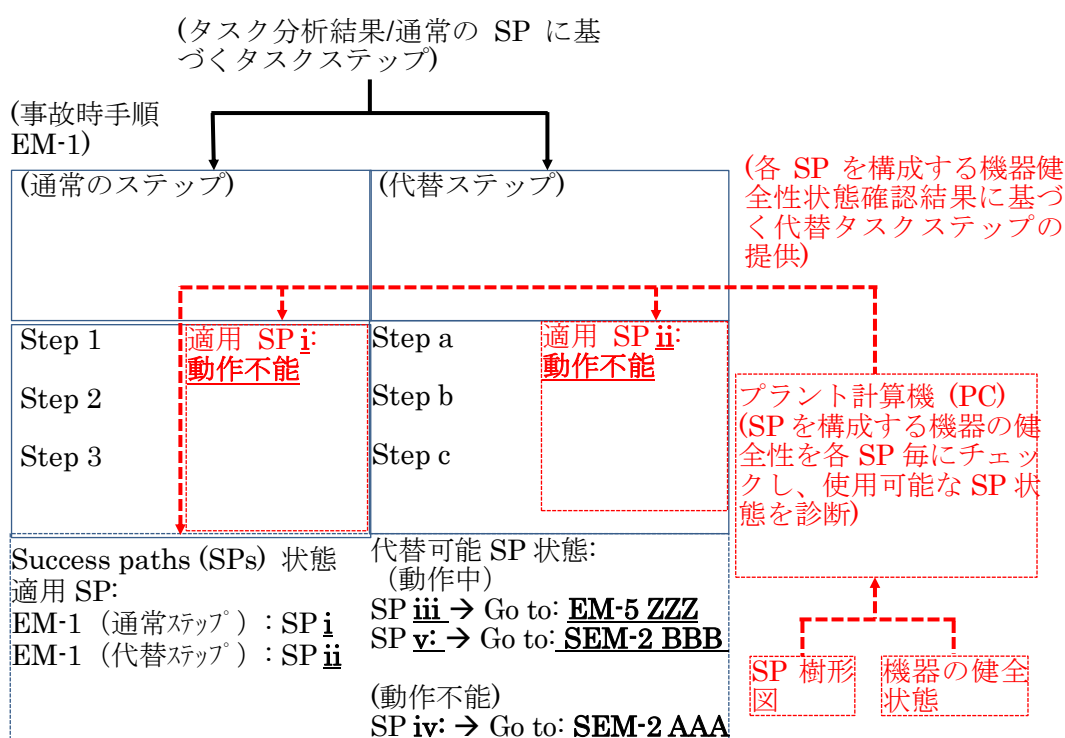 (タスク分析結果/通常の SP に基
づくタスクステップ)
(事故時手順
EM-1)
(通常のステップ)
(代替ステップ)
(各 SP を構成する機器健
全性状態確認結果に基づ
く代替タスクステップの
提供)
Step 1
Step 2
Step 3
適用 SP i:
動作不能
Step a
Step b
Step c
適用 SP ii:
動作不能
プラント計算機 (PC)
(SP を構成する機器の健
全性を各 SP 毎にチェッ
クし、使用可能な SP 状
態を診断)
Success paths (SPs) 状態
適用 SP:
EM-1(通常ステップ):SP i
EM-1(代替ステップ):SP ii
代替可能 SP 状態:
(動作中)
SP iii → Go to: EM-5 ZZZ
SP v: → Go to: SEM-2 BBB
(動作不能)
SP iv: → Go to: SEM-2 AAA
SP 樹形
図
機器の健全
状態